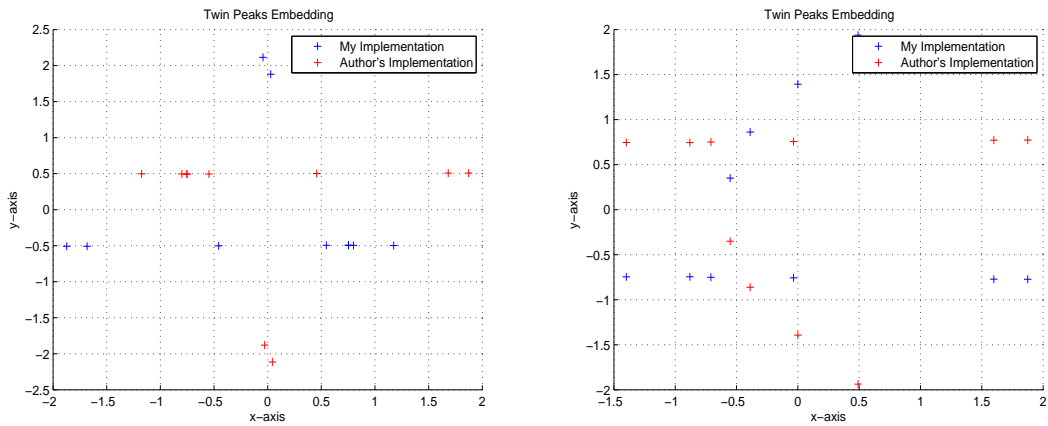 Twin Peaks Embedding
My Implementation
Author's Implementation
2.5
2
1.5
1
0.5
0
−0.5
−1
−1.5
−2
−2.5
y−axis
−2 −1.5 −1 −0.5 0 0.5 1 1.5 2
x−axis
Twin Peaks Embedding
My Implementation
Author's Implementation
2
1.5
1
0.5
0
−0.5
−1
−1.5
−2
y−axis
−1.5 −1 −0.5 0 0.5 1 1.5 2
x−axis